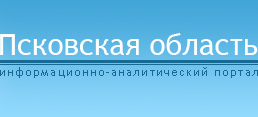 Псковская область
информационно-аналитический портал